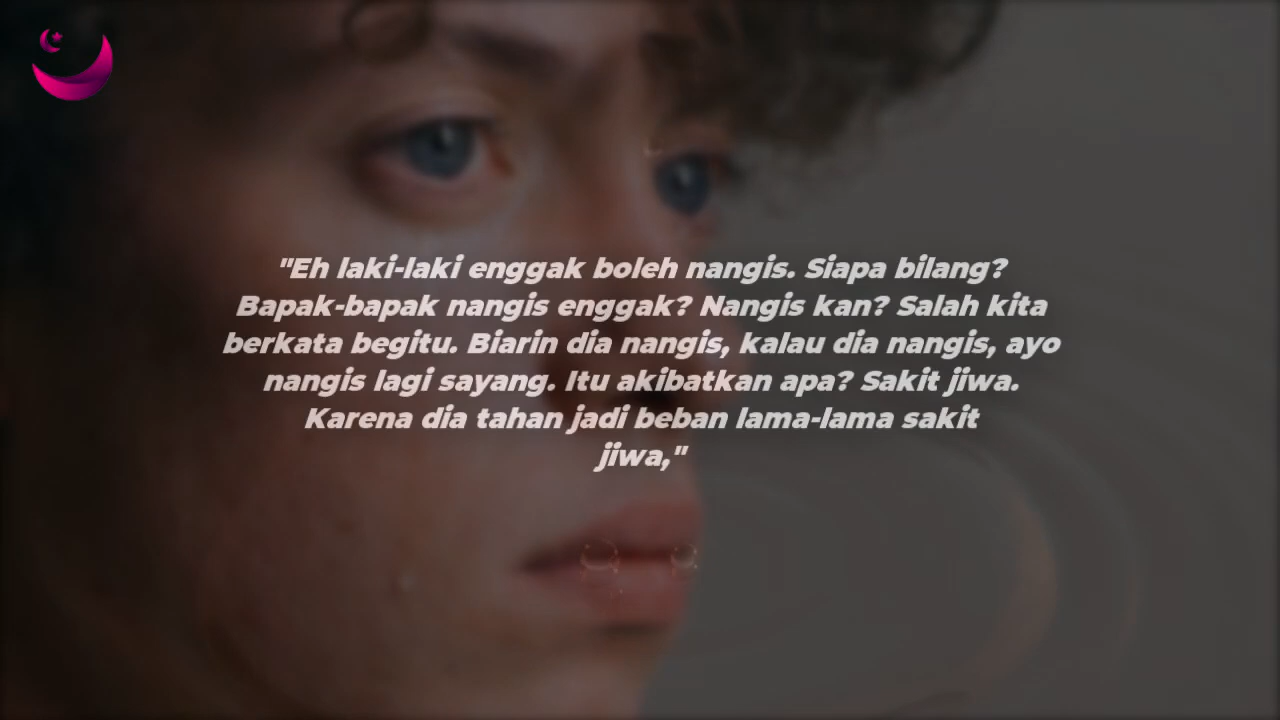 "Eh laki-laki enggak boleh nangis. Siapa bilang?
Bapak-bapak nangis enggak? Nangis kan? Salah kita
berkata begitu. Biarin dia nangis, kalau dia nangis, ayo
nangis lagi sayang. Itu akibatkan apa? Sakit jiwa.
Karena dia tahan jadi beban lama-lama sakit
jiwa,"